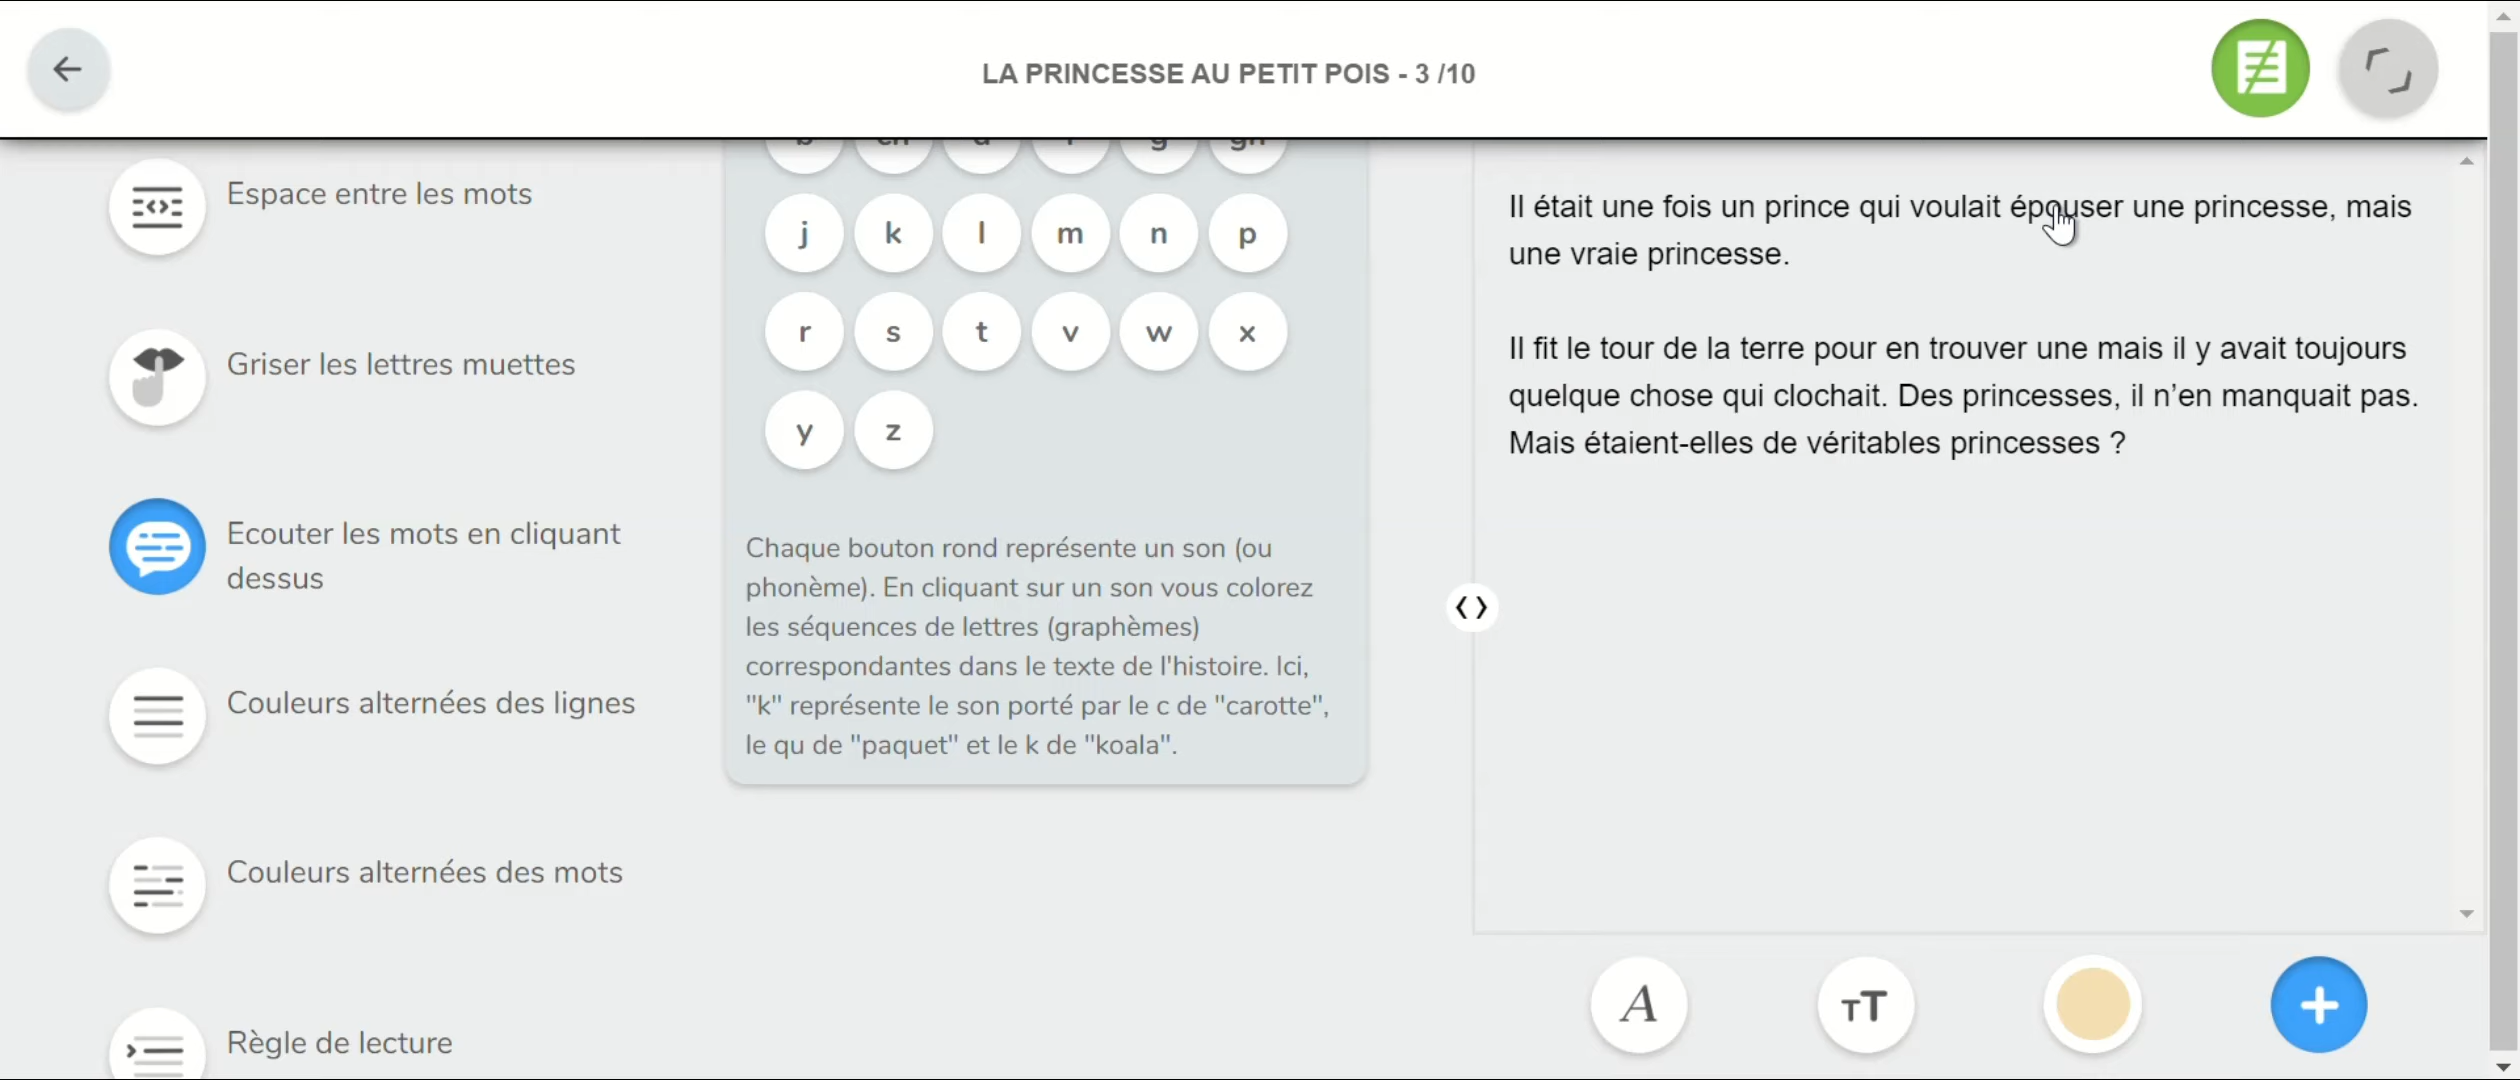 LA PRINCESSE AU PETIT POIS - 3 /10
Espace entre les mots
Griser les lettres muettes
Ecouter les mots en cliquant
dessus
Couleurs alternées des lignes
Couleurs alternées des mots
Règle de lecture
j k l m n p
r s t v w x
y z
Chaque bouton rond représente un son (ou
phonème). En cliquant sur un son vous colorez
les séquences de lettres (graphèmes)
correspondantes dans le texte de l'histoire. Ici,
"k" représente le son porté par le c de "carotte",
le qu de "paquet" et le k de "koala".
Il était une fois un prince qui voulait épouser une princesse, mais
une vraie princesse.
Il fit le tour de la terre pour en trouver une mais il y avait toujours
quelque chose qui clochait. Des princesses, il n’en manquait pas.
Mais étaient-elles de véritables princesses ?
A
TT